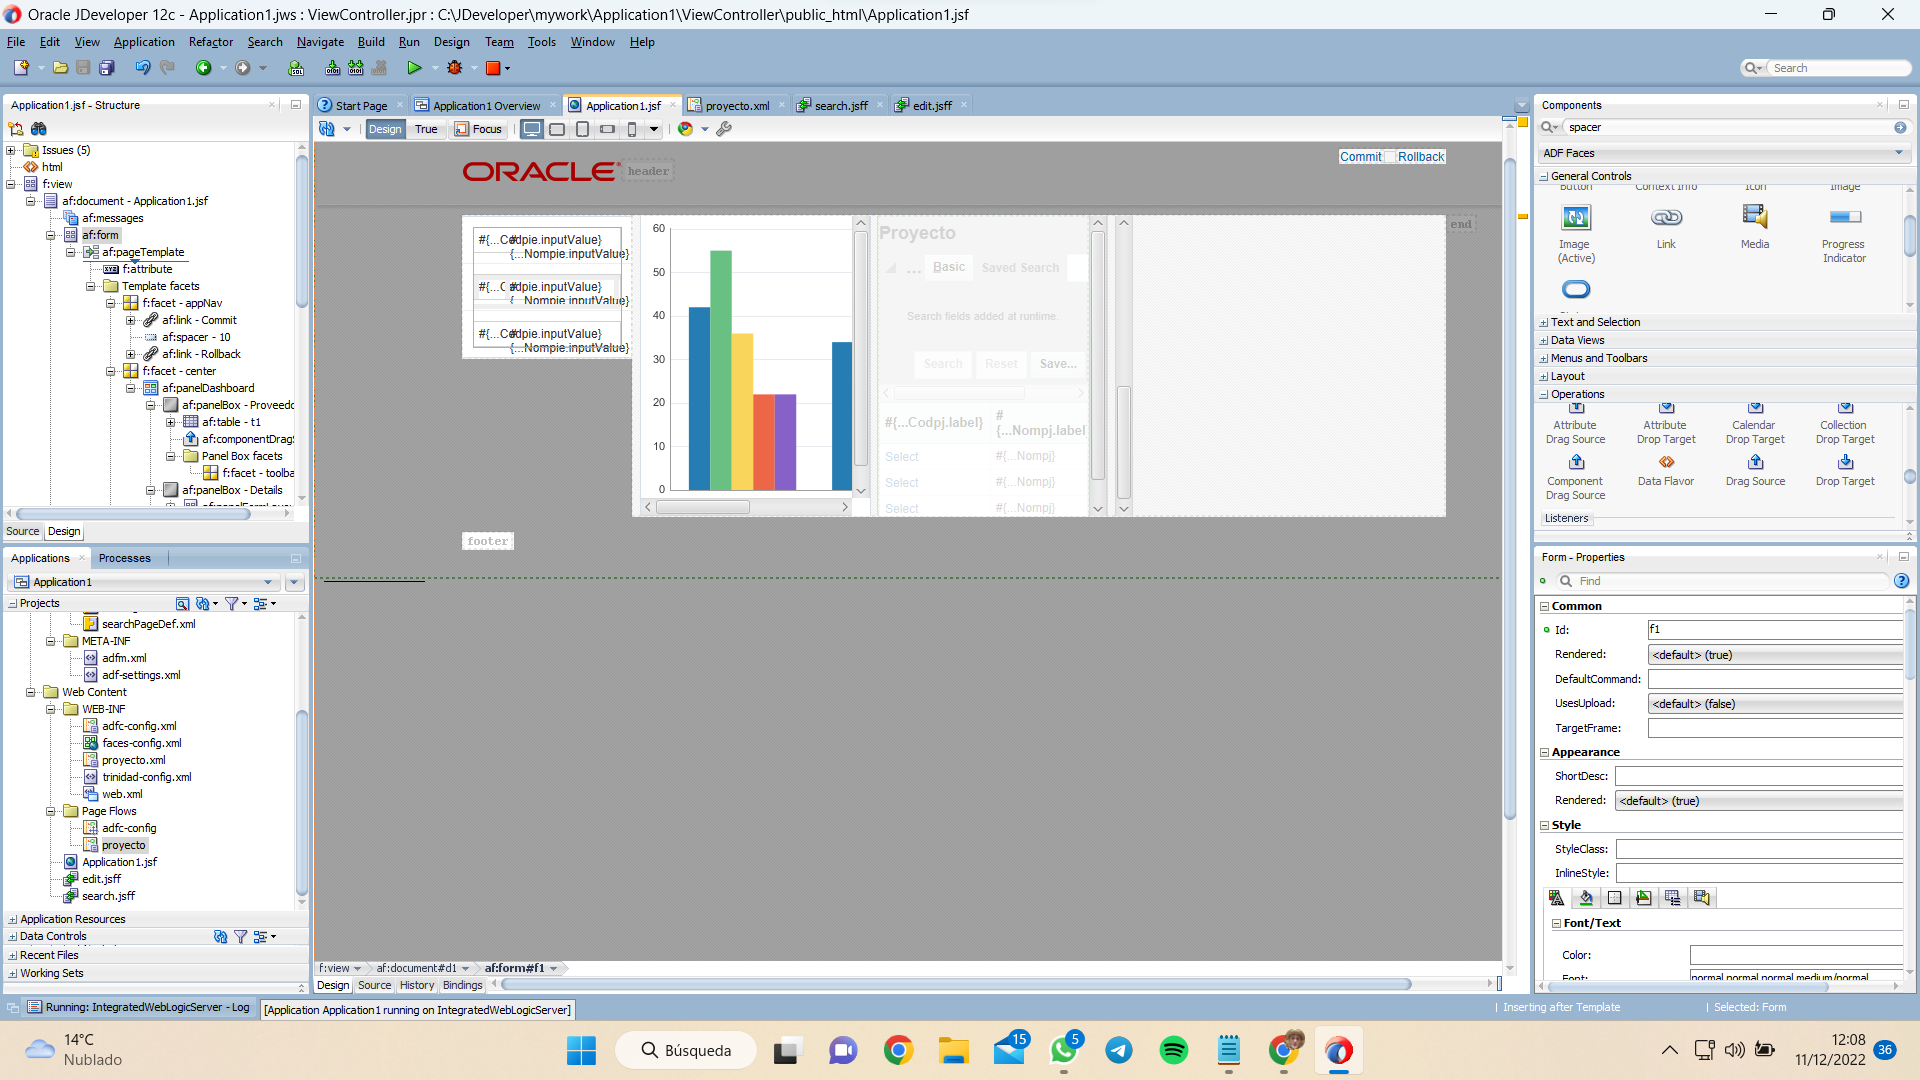 Oracle JDeveloper 12c - Application1.jws : ViewController.jpr : C:\JDeveloper\mywork\Application1\ViewController\public_html\Application1.jsf
File Edit View Application Refactor Search Navigate Build Run Design Team Tools Window Help
Search
Application1.jsf - Structure
Issues (5)
html
f:view
af:document - Application1.jsf
af:messages
af:form
af:pageTemplate
f:attribute
Template facets
f:facet - appNav
af:link - Commit
af:spacer - 10
af:link - Rollback
f:facet - center
af:panelDashboard
af:panelBox - Proveedo
af:table - t1
af:componentDrag
Panel Box facets
f:facet - toolba
af:panelBox - Details
Source Design
Applications Processes
Application1
Projects
searchPageDef.xml
META-INF
adfm.xml
adf-settings.xml
Web Content
WEB-INF
adfc-config.xml
faces-config.xml
proyecto.xml
trinidad-config.xml
web.xml
Page Flows
adfc-config
proyecto
Application1.jsf
edit.jsff
search.jsff
Application Resources
Data Controls
Recent Files
Working Sets
Start Page Application1 Overview Application1.jsf proyecto.xml search.jsff edit.jsff
Design True Focus
ORACLE header
Commit Rollback
end
#{...Co
#dpie.inputValue}
{...Nompie.inputValue}
#{...C
#dpie.inputValue}
{...Nompie.inputValue}
#{...C
#dpie.inputValue}
{...Nompie.inputValue}
60
50
40
30
20
10
0
Proyecto
... Basic Saved Search
Search fields added at runtime.
Search Reset Save...
#{...Codpj.label}
#
{...Nompj.label
Select #{...Nompj}
Select #{...Nompj}
Select #{...Nompj}
footer
f:view af:document#d1 af:form#f1
Design Source History Bindings
Components
spacer
ADF Faces
General Controls
Button Context Info Icon Image
Image
(Active)
Link
Media
Progress
Indicator
Text and Selection
Data Views
Menus and Toolbars
Layout
Operations
Attribute
Drag Source
Attribute
Drop Target
Calendar
Drop Target
Collection
Drop Target
Component
Drag Source
Data Flavor
Drag Source
Drop Target
Listeners
Form - Properties
Find
Common
Id: f1
Rendered: <default> (true)
DefaultCommand:
UsesUpload: <default> (false)
TargetFrame:
Appearance
ShortDesc:
Rendered: <default> (true)
Style
StyleClass:
InlineStyle:
Font/Text
Color:
Font: normal normal normal medium/normal
Running: IntegratedWebLogicServer - Log
[Application Application1 running on IntegratedWebLogicServer]
Inserting after Template
Selected: Form
14°C
Nublado
Búsqueda
15
5
12:08
11/12/2022
36